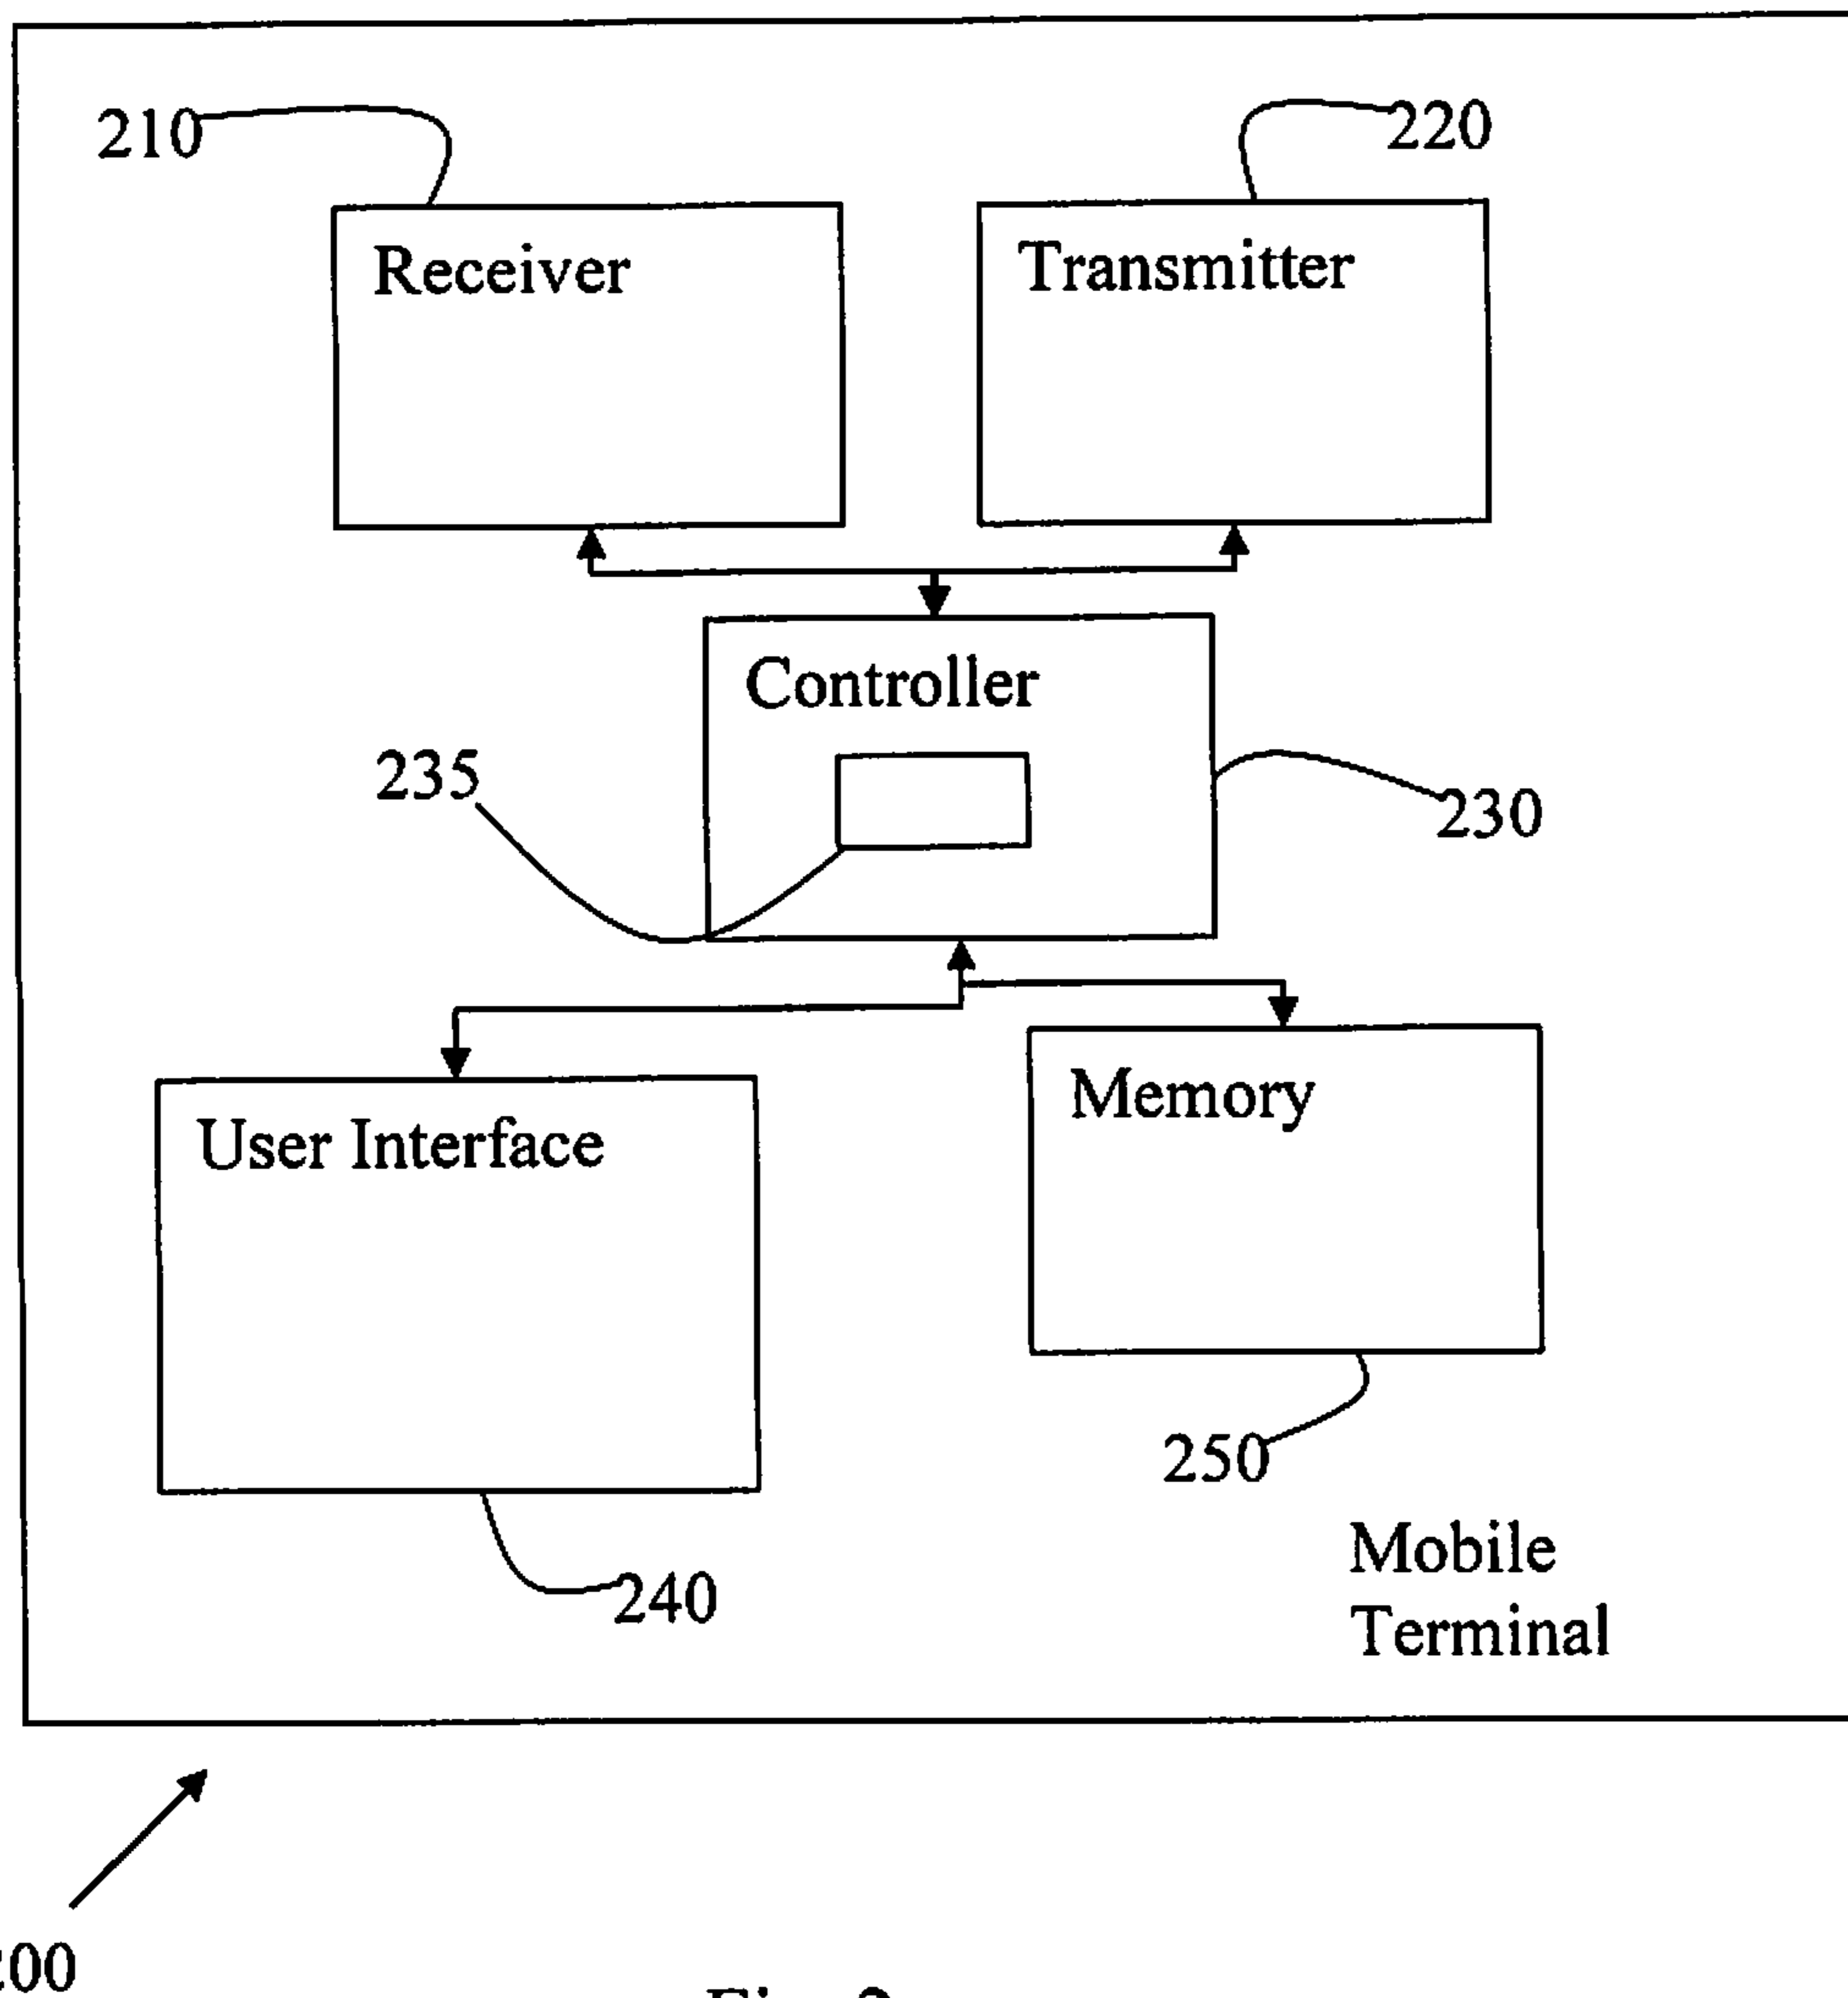 210
220
Receiver
Transmitter
Controller
235
230
User Interface
Memory
250
240
Mobile
Terminal